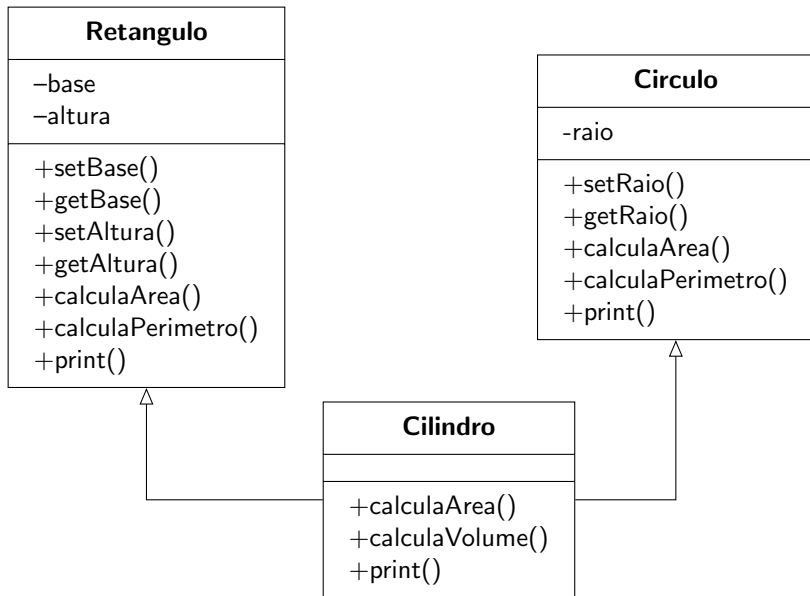 Retangulo
–base
–altura
+setBase()
+getBase()
+setAltura()
+getAltura()
+calculaArea()
+calculaPerimetro()
+print()
Circulo
-raio
+setRaio()
+getRaio()
+calculaArea()
+calculaPerimetro()
+print()
Cilindro
+calculaArea()
+calculaVolume()
+print()